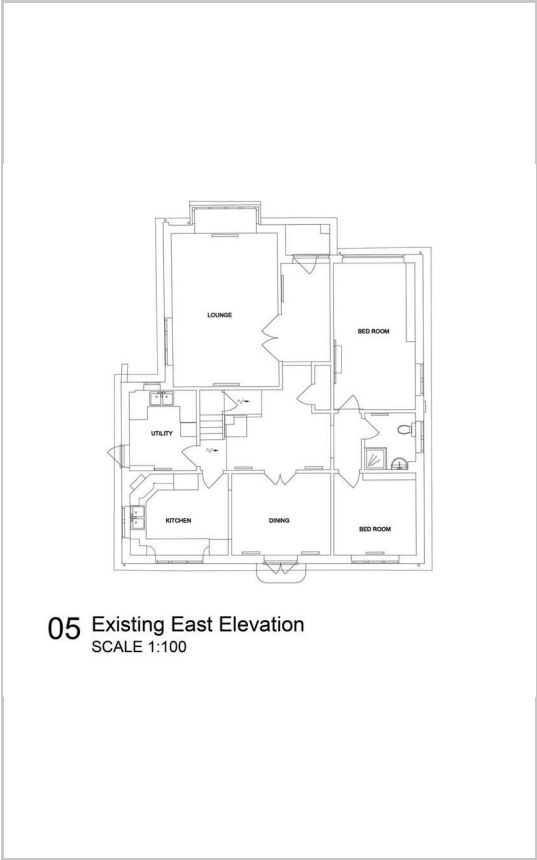 LOUNGE
BED ROOM
UTILITY
KITCHEN
DINING
BED ROOM
05 Existing East Elevation
SCALE 1:100